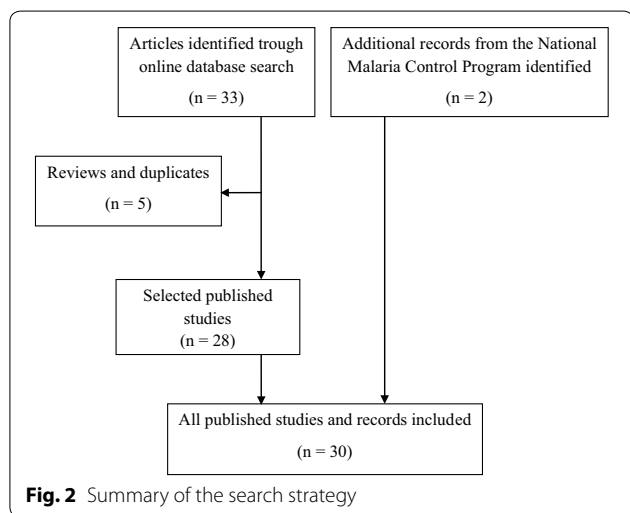 Articles identified trough
online database search
(n = 33)
Additional records from the National
Malaria Control Program identified
(n = 2)
Reviews and duplicates
(n = 5)
Selected published
studies
(n = 28)
All published studies and records included
(n = 30)
Fig. 2 Summary of the search strategy